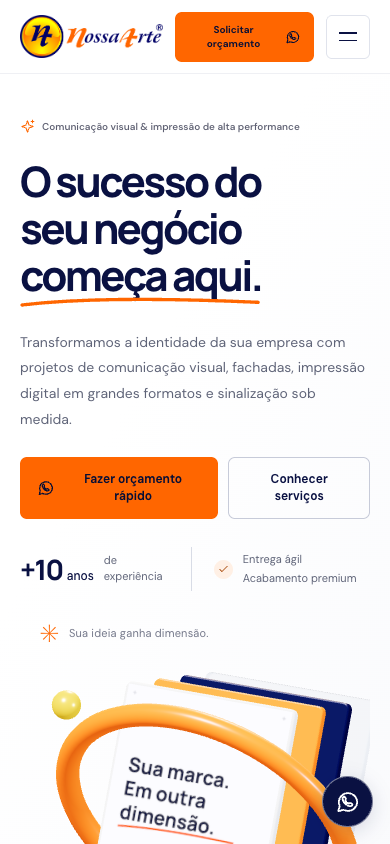 NossaArte®
Solicitar
orçamento
Comunicação visual & impressão de alta performance
O sucesso do
seu negócio
começa aqui.
Transformamos a identidade da sua empresa com
projetos de comunicação visual, fachadas, impressão
digital em grandes formatos e sinalização sob
medida.
Fazer orçamento
rápido
Conhecer
serviços
+10 anos
de
experiência
Entrega ágil
Acabamento premium
Sua ideia ganha dimensão.
Sua marca.
Em outra
dimensão.